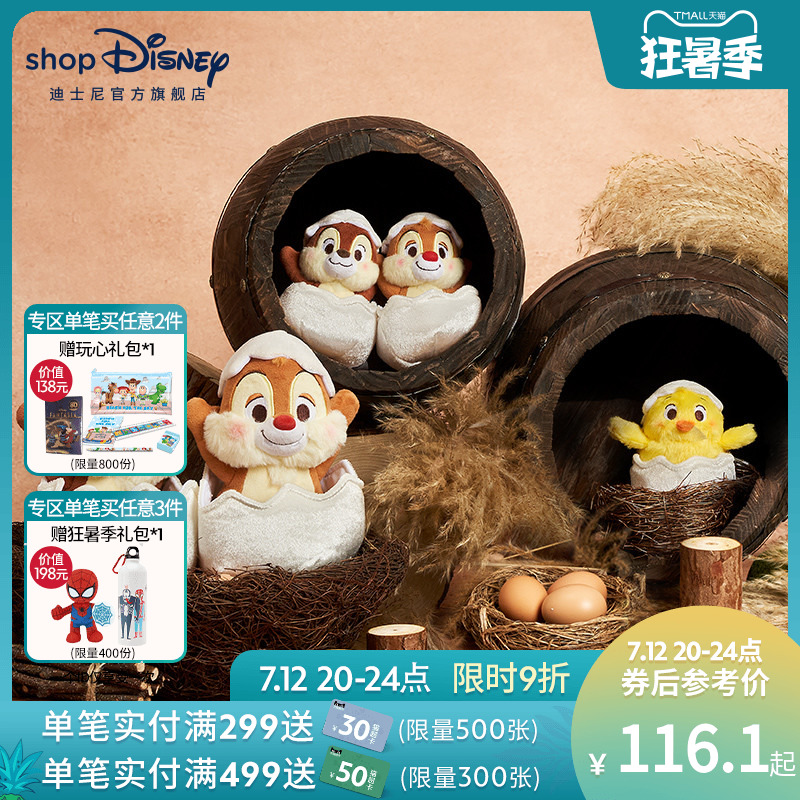 shop Disney
迪士尼官方旗舰店
TMALL天猫
狂暑季
专区单笔买任意2件
赠玩心礼包*1
价值
138元
(限量800份)
专区单笔买任意3件
赠狂暑季礼包*1
价值
198元
(限量400份)
7.12 20-24点 限时9折
单笔实付满299送 ¥30 (限量500张)
单笔实付满499送 ¥50 (限量300张)
7.12 20-24点
券后参考价
¥ 116.1起